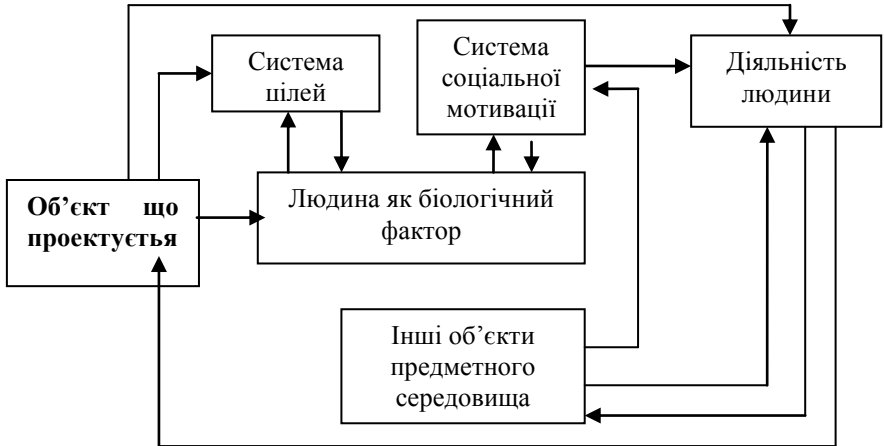 Система
цілей
Система
соціальної
мотивації
Діяльність
людини
Об’єкт що
проектуєтья
Людина як біологічний
фактор
Інші об’єкти
предметного
середовища